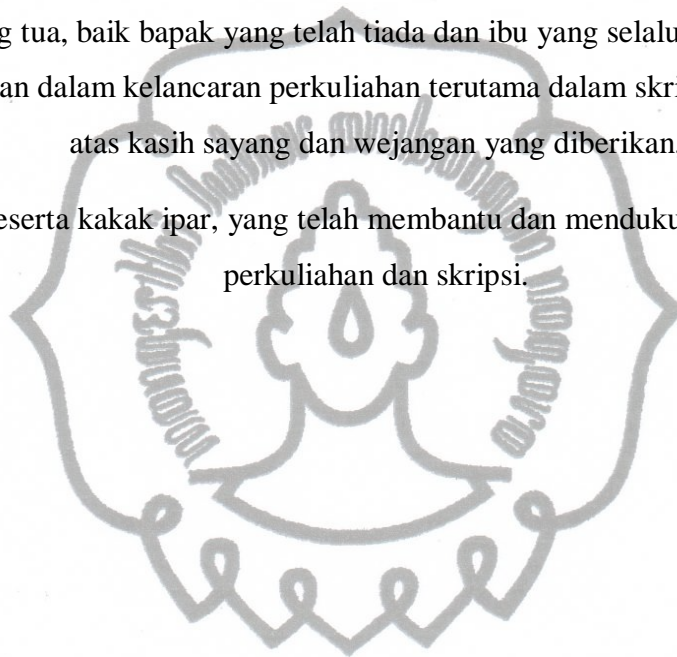 g tua, baik bapak yang telah tiada dan ibu yang selalu
an dalam kelancaran perkuliahan terutama dalam skri
atas kasih sayang dan wejangan yang diberikan.
eserta kakak ipar, yang telah membantu dan menduku
perkuliahan dan skripsi.